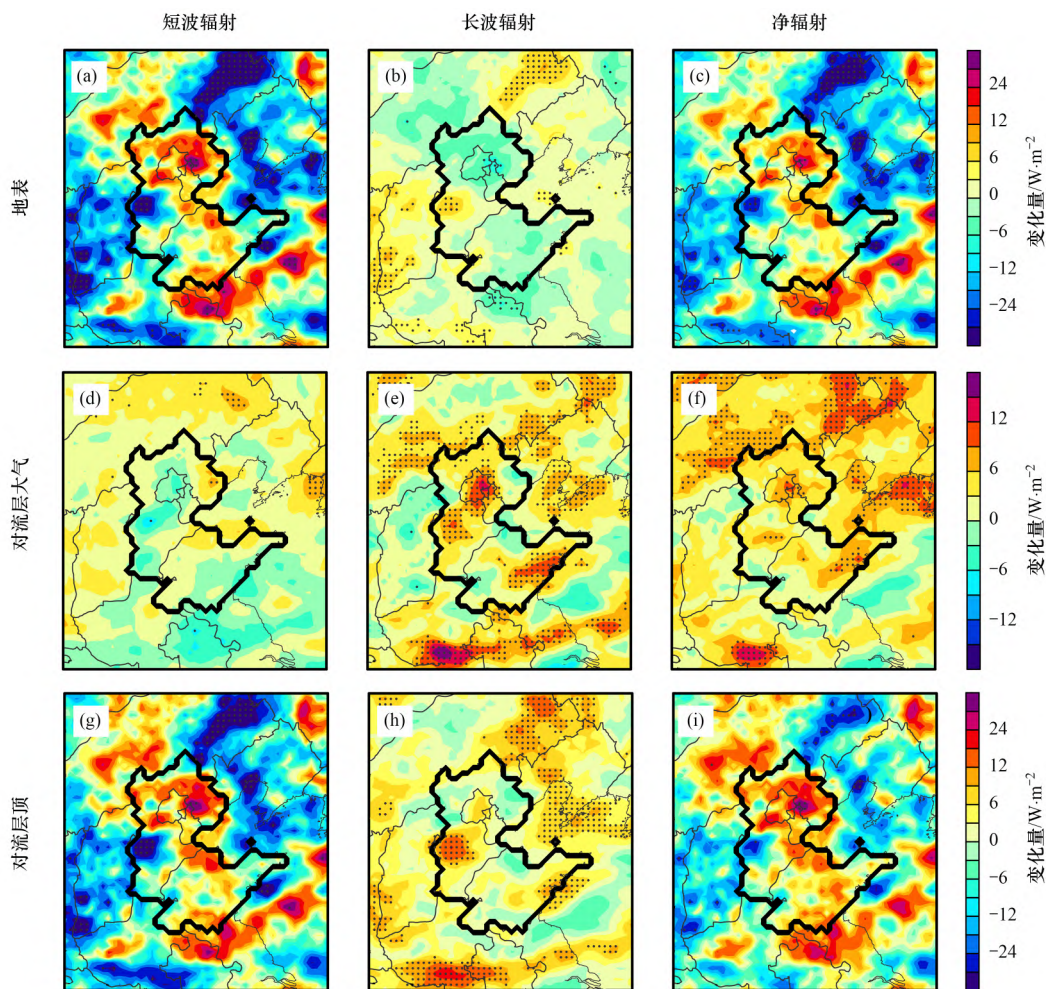 短波辐射
长波辐射
净辐射
地表
(a)
(b)
(c)
24
12
6
0
−6
−12
−24
变化量/W·m−2
对流层大气
(d)
(e)
(f)
12
6
0
−6
−12
变化量/W·m−2
对流层顶
(g)
(h)
(i)
24
12
6
0
−6
−12
−24
变化量/W·m−2